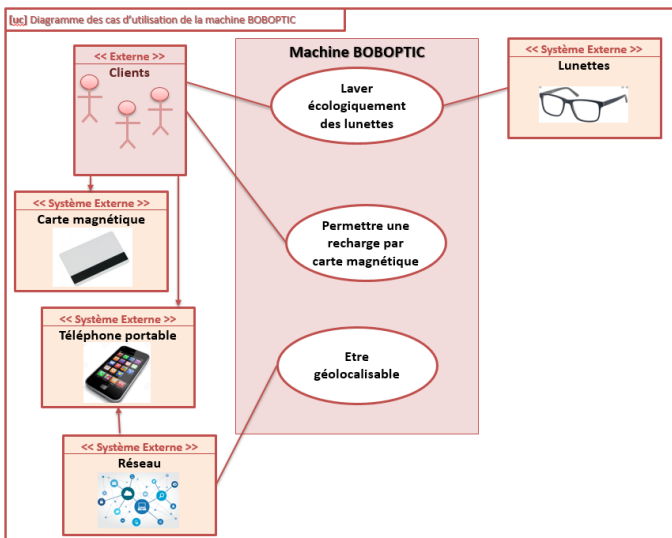 [uc] Diagramme des cas d'utilisation de la machine BOBOPTIC
<< Externe >>
Clients
Machine BOBOPTIC
<< Système Externe >>
Lunettes
Laver
écologiquement
des lunettes
<< Système Externe >>
Carte magnétique
Permettre une
recharge par
carte magnétique
<< Système Externe >>
Téléphone portable
Etre
géolocalisable
<< Système Externe >>
Réseau